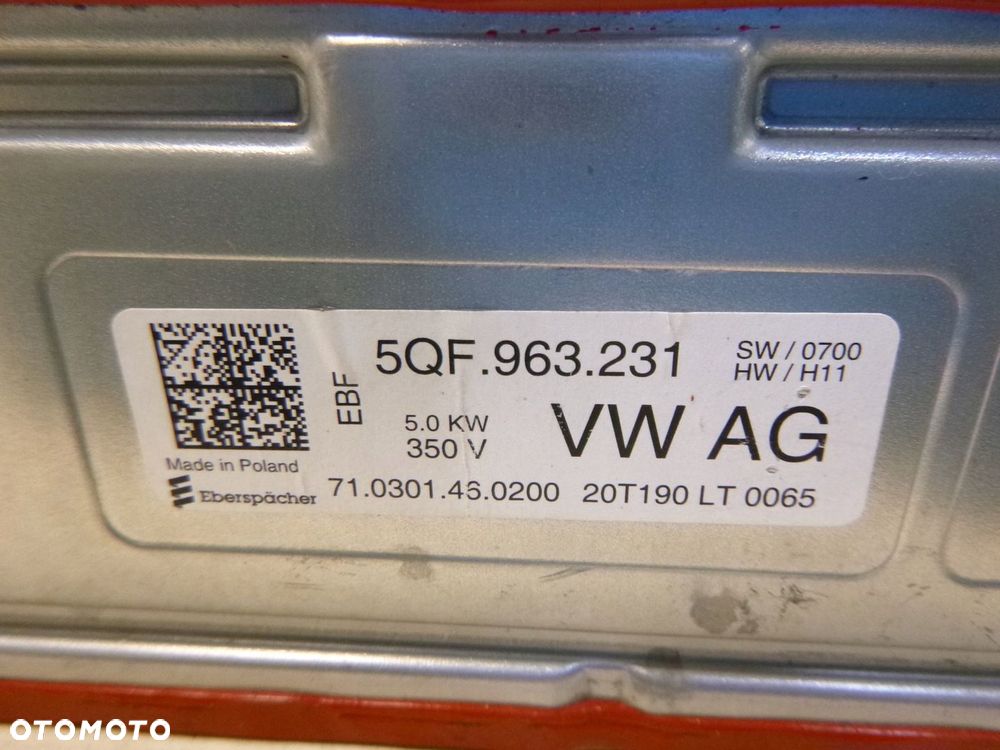 5QF.963.231
SW / 0700
HW / H11
EBF
5.0 KW
350 V
VW AG
Made in Poland
Eberspächer
71.0301.46.0200 20T190 LT 0065
OTOMOTO